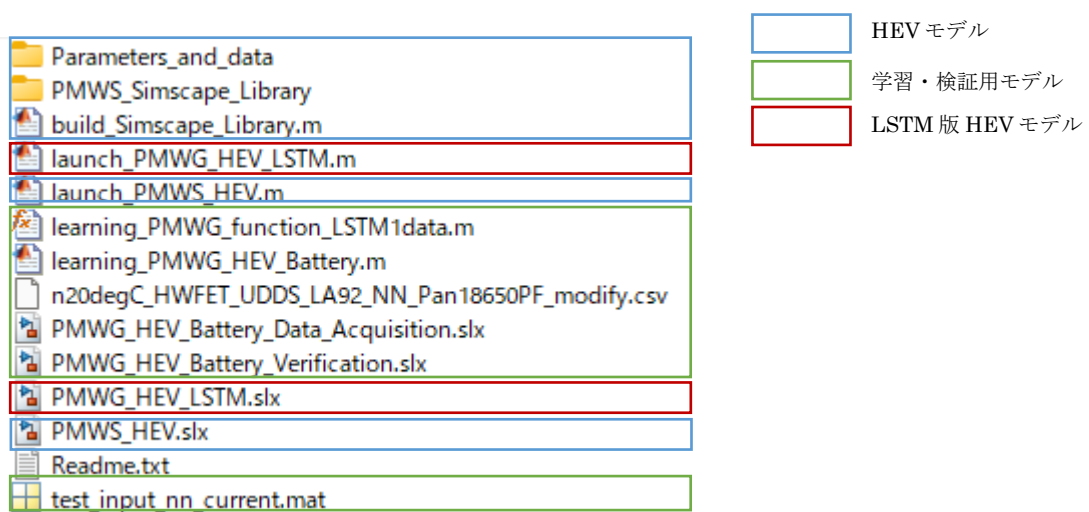 Parameters_and_data
PMWS_Simscape_Library
build_Simscape_Library.m
launch_PMWG_HEV_LSTM.m
launch_PMWS_HEV.m
learning_PMWG_function_LSTM1data.m
learning_PMWG_HEV_Battery.m
n20degC_HWFET_UDDS_LA92_NN_Pan18650PF_modify.csv
PMWG_HEV_Battery_Data_Acquisition.slx
PMWG_HEV_Battery_Verification.slx
PMWG_HEV_LSTM.slx
PMWS_HEV.slx
Readme.txt
test_input_nn_current.mat
HEV モデル
学習・検証用モデル
LSTM 版 HEV モデル